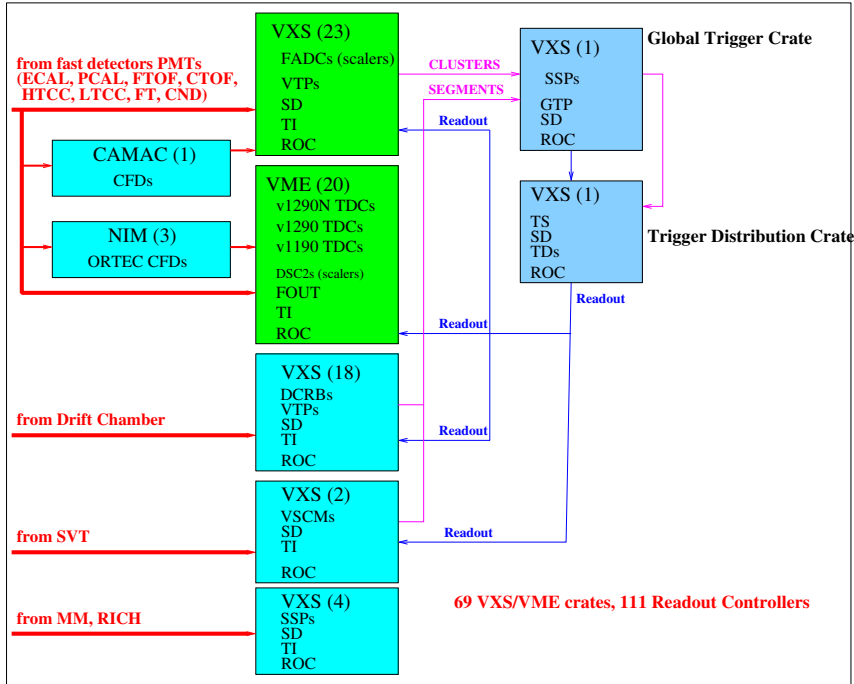 from fast detectors PMTs
(ECAL, PCAL, FTOF, CTOF,
HTCC, LTCC, FT, CND)
VXS (23)
FADCs (scalers)
VTPs
SD
TI
ROC
CLUSTERS
SEGMENTS
Readout
VXS (1)
SSPs
GTP
SD
ROC
Global Trigger Crate
CAMAC (1)
CFDs
NIM (3)
ORTEC CFDs
VME (20)
v1290N TDCs
v1290 TDCs
v1190 TDCs
DSC2s (scalers)
FOUT
TI
ROC
VXS (1)
TS
SD
TDs
ROC
Trigger Distribution Crate
Readout
Readout
from Drift Chamber
VXS (18)
DCRBs
VTPs
SD
TI
ROC
Readout
from SVT
VXS (2)
VSCMs
SD
TI
ROC
Readout
from MM, RICH
VXS (4)
SSPs
SD
TI
ROC
69 VXS/VME crates, 111 Readout Controllers